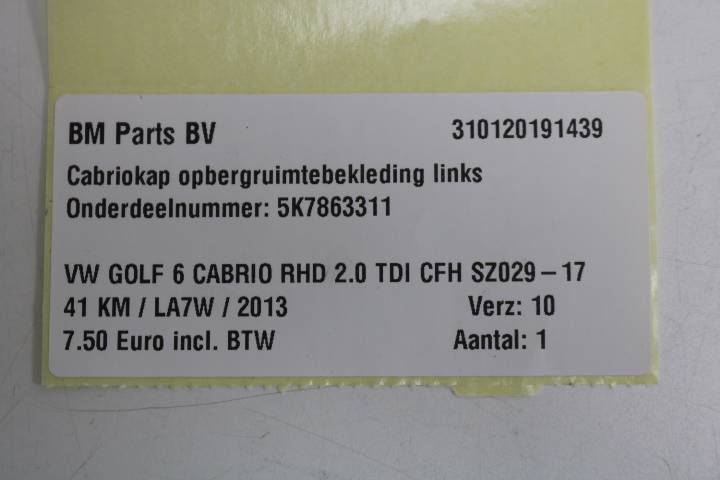 BM Parts BV 310120191439
Cabriokap opbergruimtebekleding links
Onderdeelnummer: 5K7863311
VW GOLF 6 CABRIO RHD 2.0 TDI CFH SZ029 – 17
41 KM / LA7W / 2013 Verz: 10
7.50 Euro incl. BTW Aantal: 1